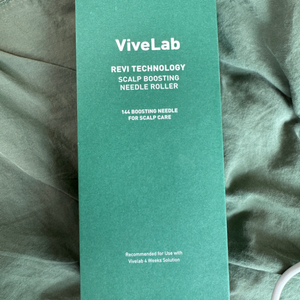 ViveLab
REVI TECHNOLOGY
SCALP BOOSTING
NEEDLE ROLLER
144 BOOSTING NEEDLE
FOR SCALP CARE
Recommended for Use with
Vivelab 4 Weeks Solution